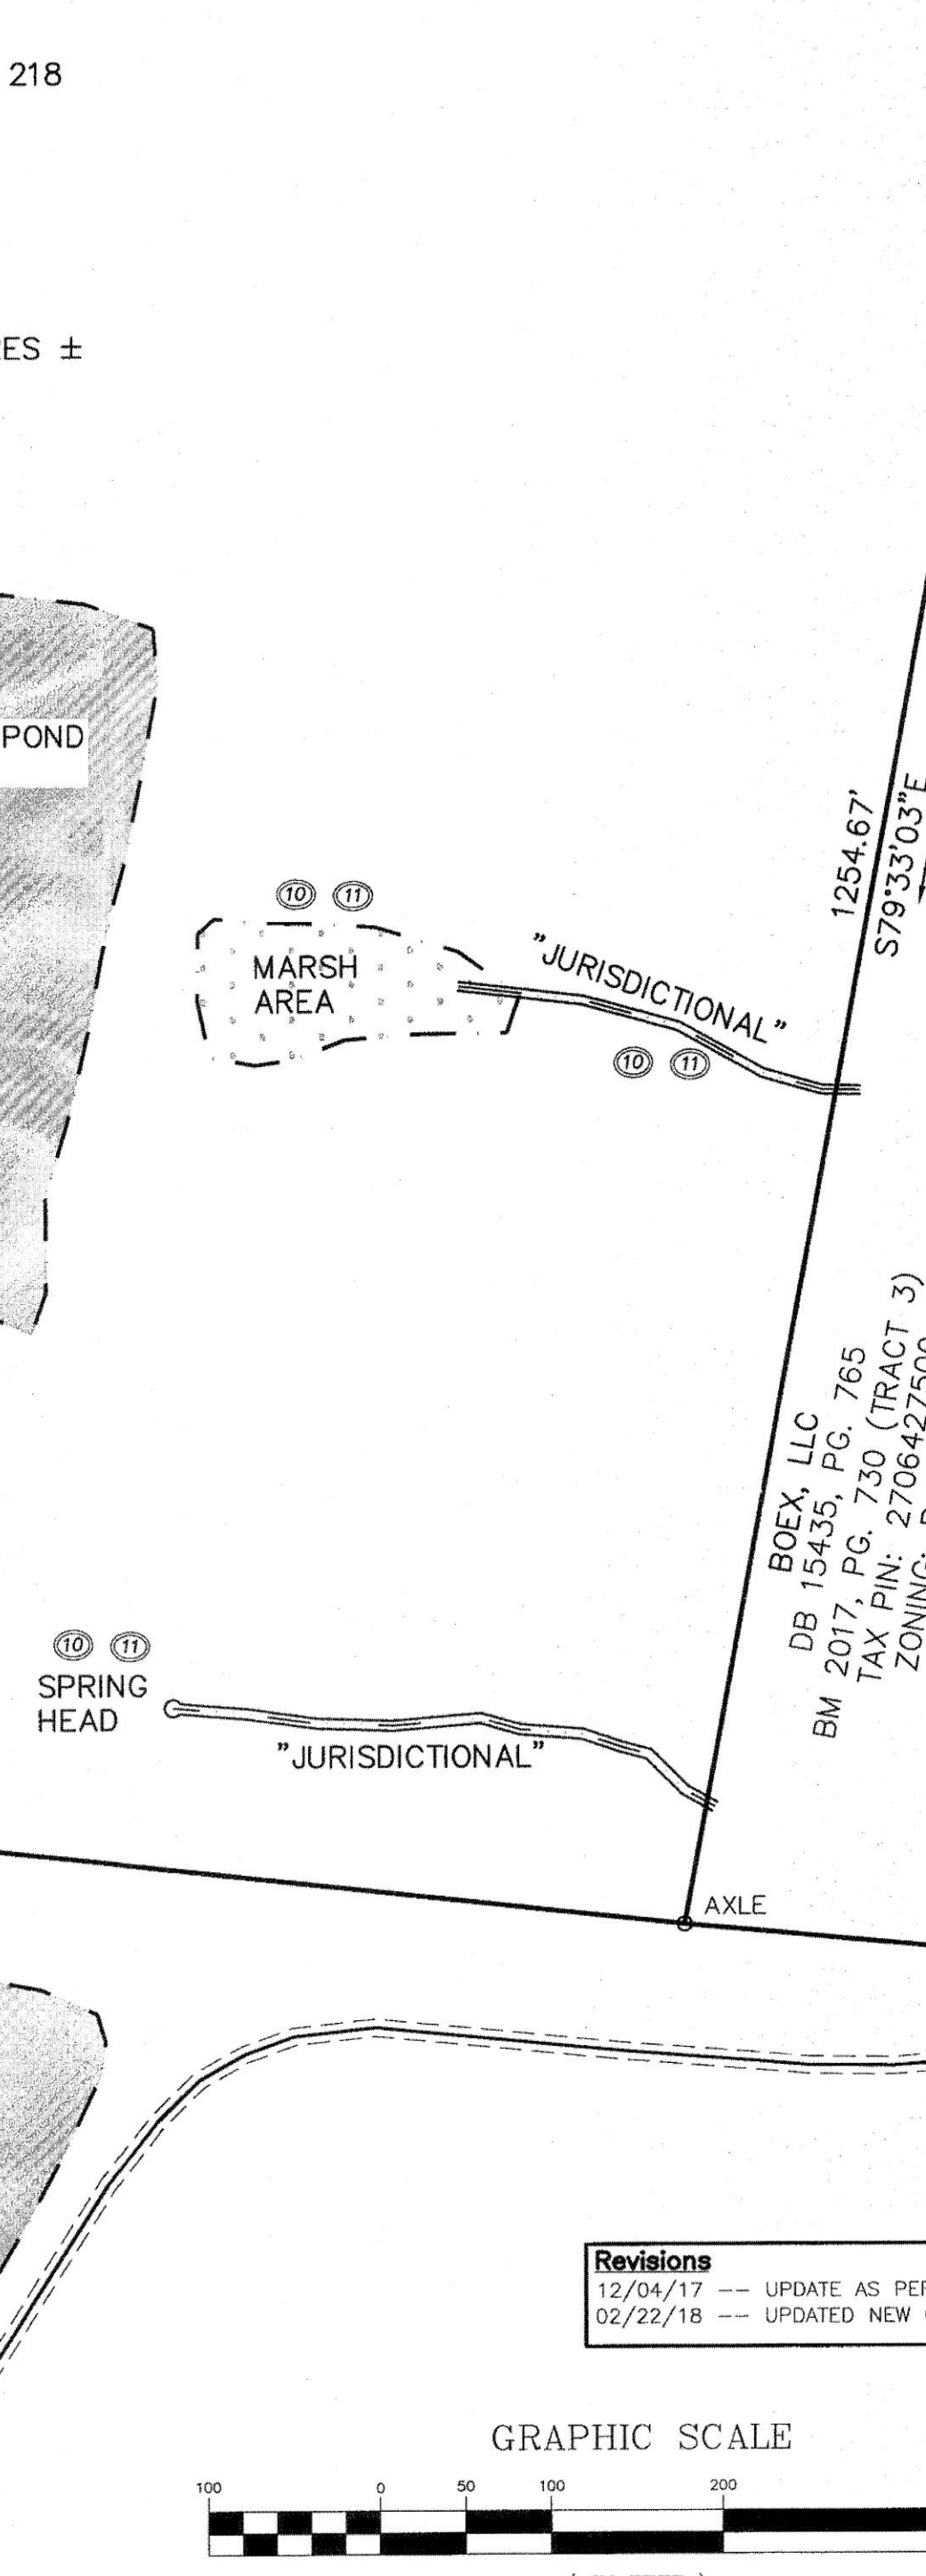 218
ES ±
POND
1254.67'
S79°33'03"E
10 11
MARSH
AREA
"JURISDICTIONAL"
10 11
BOEX, LLC
DB 15435, PG. 765
BM 2017, PG. 730 (TRACT 3)
TAX PIN: 2706427500
ZONING:
10 11
SPRING
HEAD
"JURISDICTIONAL"
AXLE
Revisions
12/04/17 -- UPDATE AS PER
02/22/18 -- UPDATED NEW
GRAPHIC SCALE
100 0 50 100 200